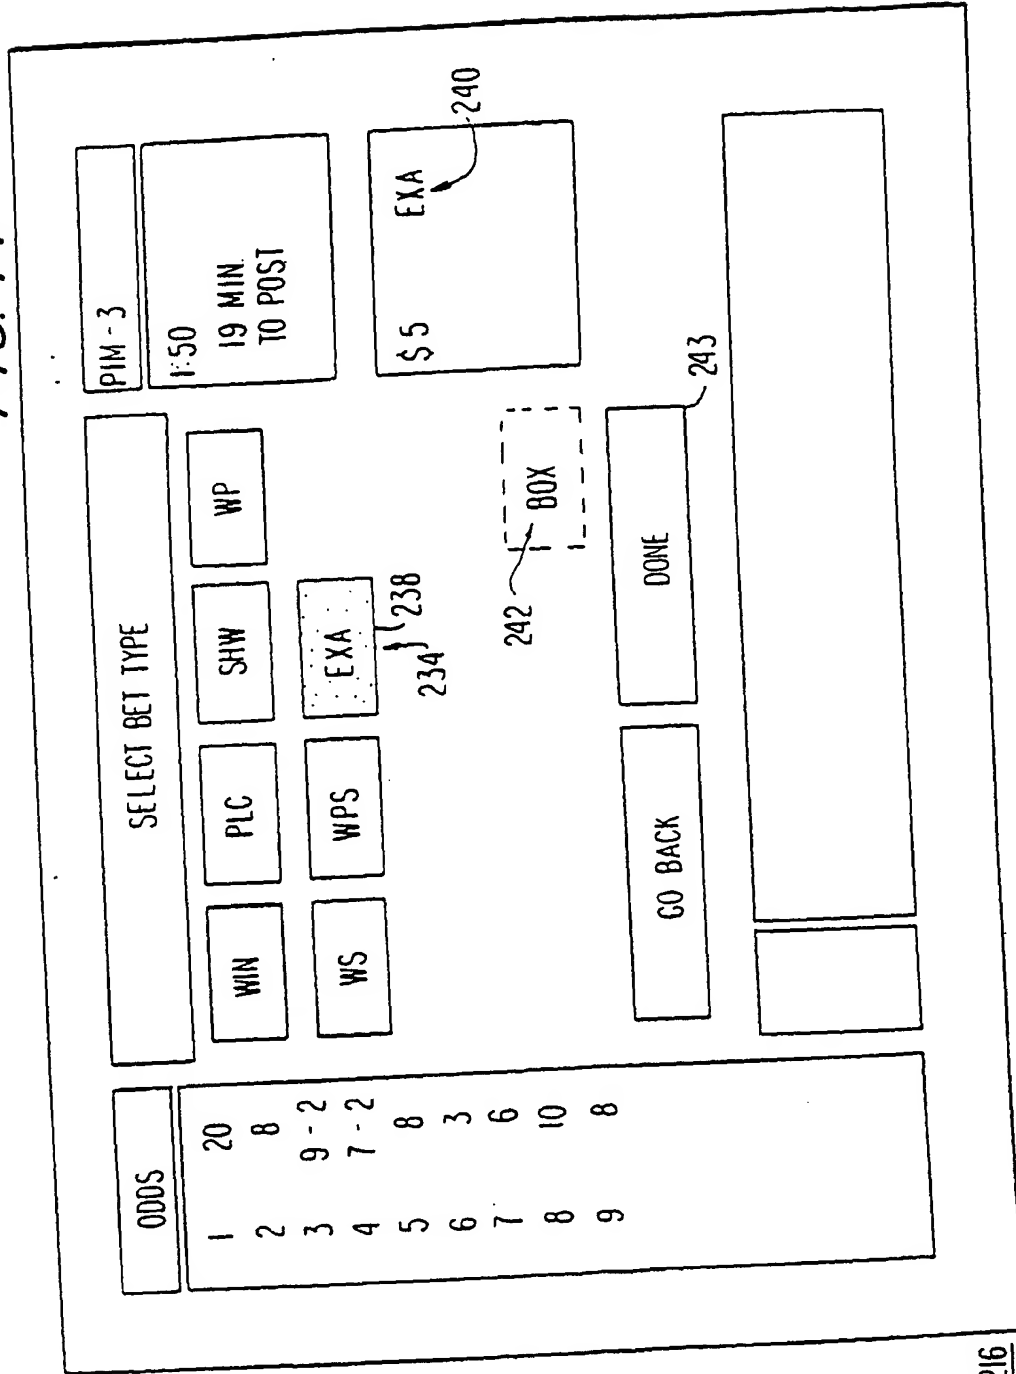 ODDS
1 20
2 8
3 9-2
4 7-2
5 8
6 3
7 6
8 10
9 8
SELECT BET TYPE
WIN PLC SHW WP
WS WPS EXA
234 238
242
BOX
GO BACK DONE
243
PIM-3
1:50
19 MIN.
TO POST
$5 EXA
240
216